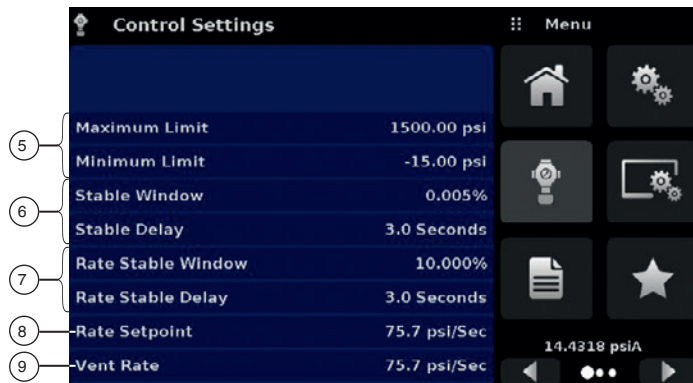 Control Settings
Menu
5
Maximum Limit 1500.00 psi
Minimum Limit -15.00 psi
6
Stable Window 0.005%
Stable Delay 3.0 Seconds
7
Rate Stable Window 10.000%
Rate Stable Delay 3.0 Seconds
8
Rate Setpoint 75.7 psi/Sec
9
Vent Rate 75.7 psi/Sec
14.4318 psiA